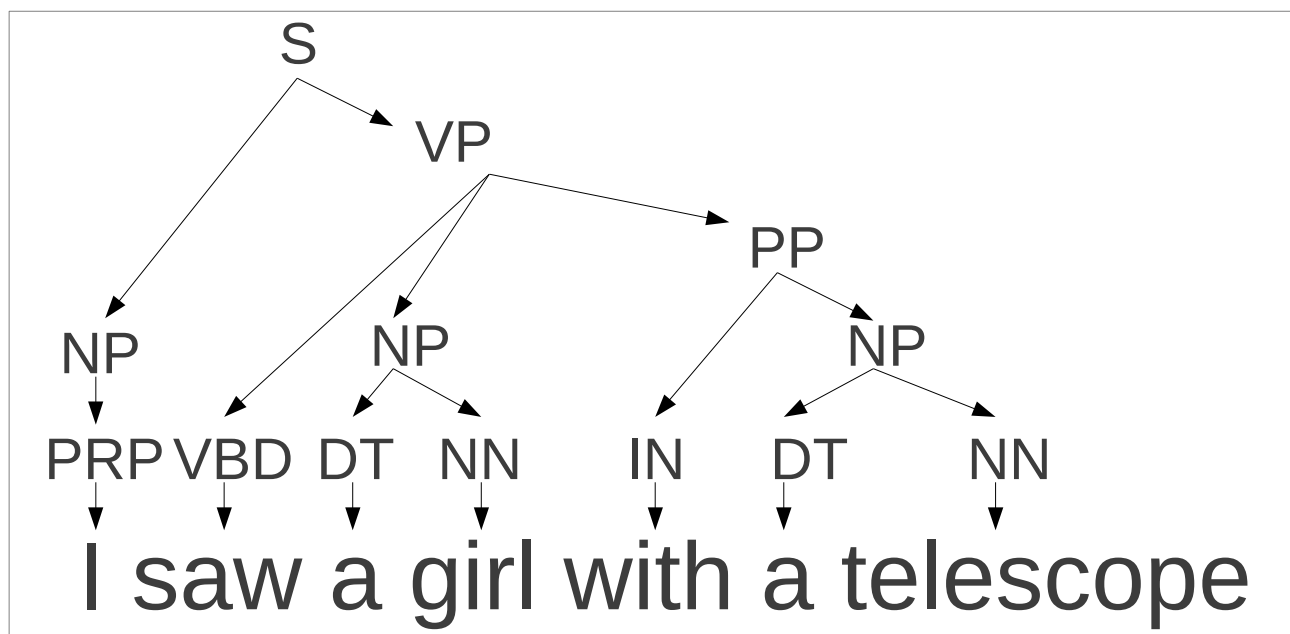 S
VP
PP
NP NP NP
PRP VBD DT NN IN DT NN
I saw a girl with a telescope